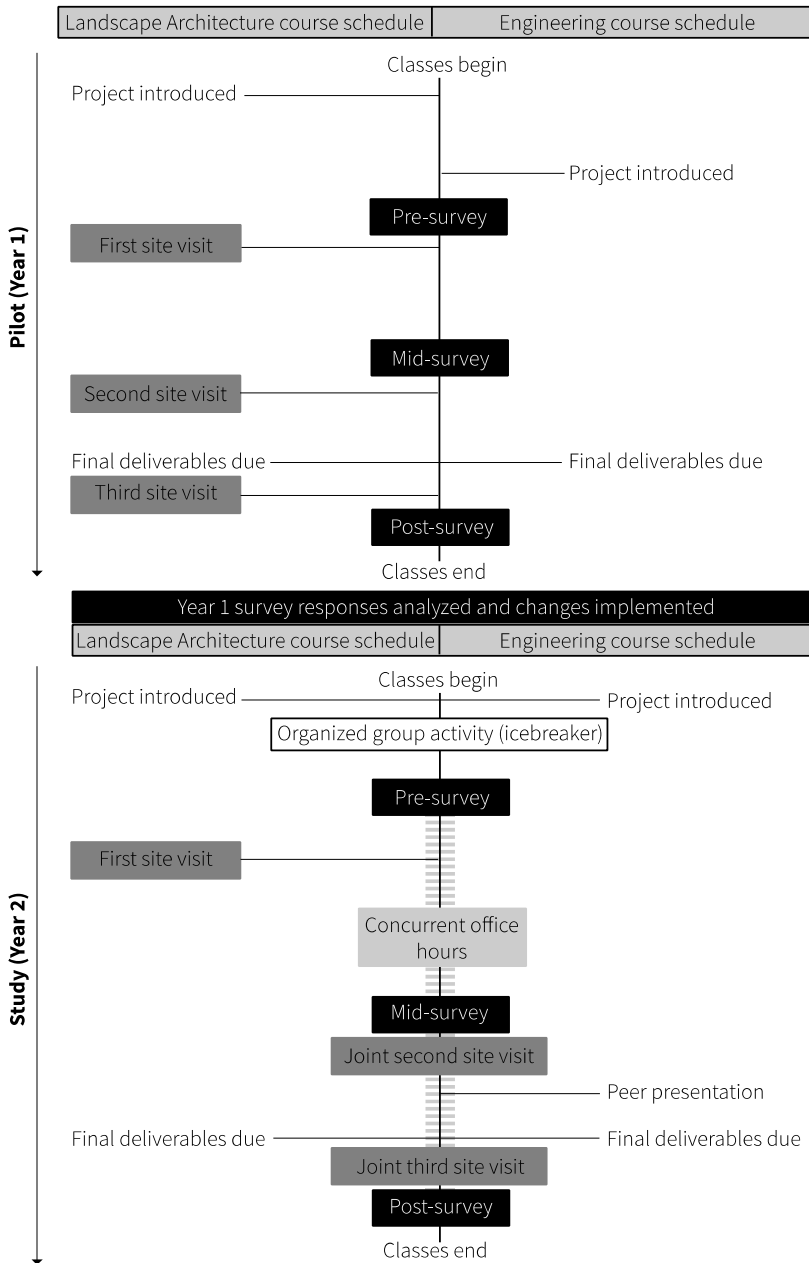 Landscape Architecture course schedule
Engineering course schedule
Pilot (Year 1)
Classes begin
Project introduced
Project introduced
Pre-survey
First site visit
Mid-survey
Second site visit
Final deliverables due
Final deliverables due
Third site visit
Post-survey
Classes end
Year 1 survey responses analyzed and changes implemented
Landscape Architecture course schedule
Engineering course schedule
Study (Year 2)
Classes begin
Project introduced
Project introduced
Organized group activity (icebreaker)
Pre-survey
First site visit
Concurrent office
hours
Mid-survey
Joint second site visit
Peer presentation
Final deliverables due
Final deliverables due
Joint third site visit
Post-survey
Classes end